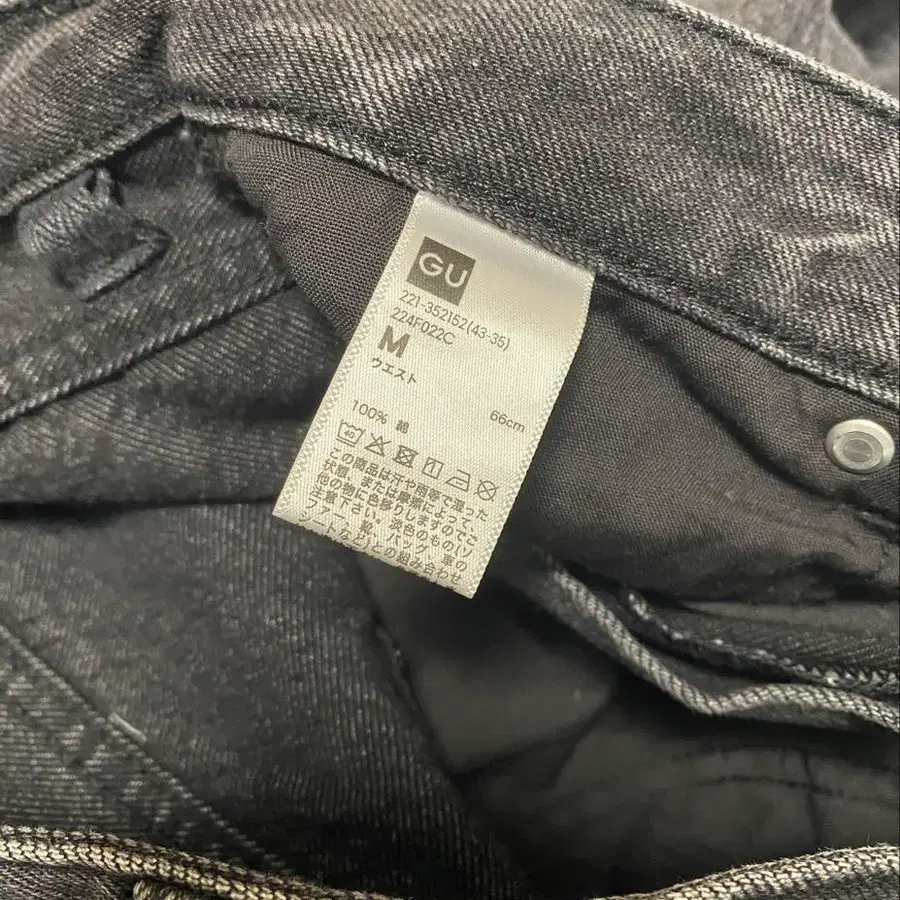 GU
221-352152(43-35)
224F022C
M
ウエスト
66cm
100% 綿
40
この商品は汗や雨等で湿った
状態、または摩擦によって、
他の物に色移りしますのでご
注意下さい。淡色のもの(ソ
ファー、靴、バッグ、車の
シートなど)との組み合わせ